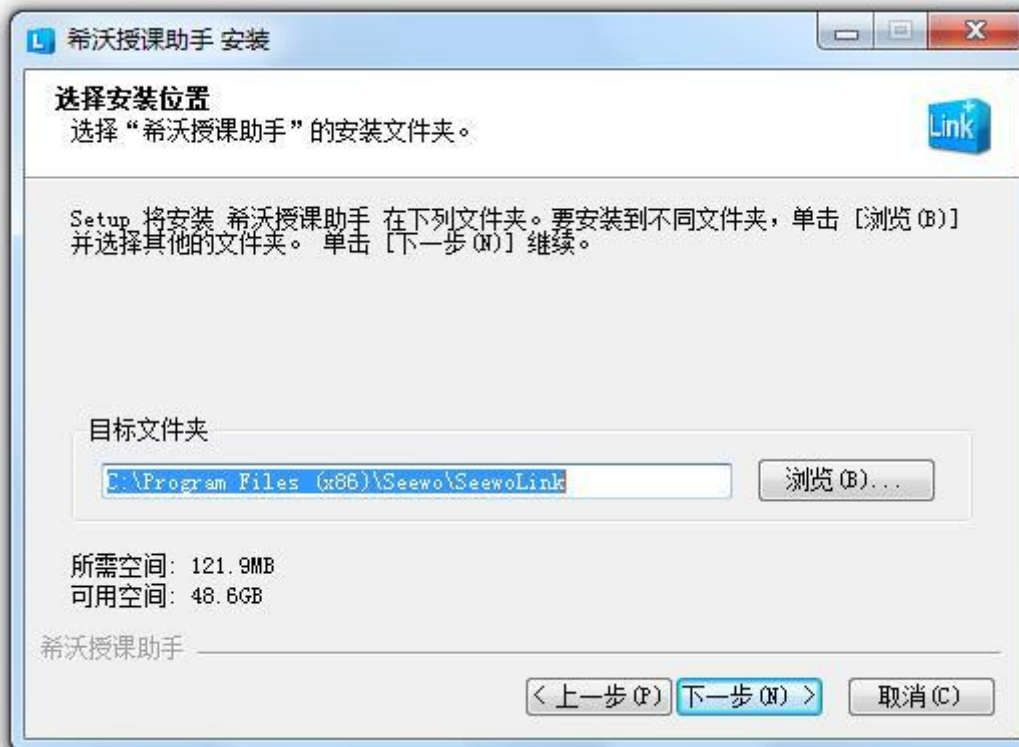 希沃授课助手 安装
选择安装位置
选择“希沃授课助手”的安装文件夹。
Link
Setup 将安装 希沃授课助手 在下列文件夹。要安装到不同文件夹，单击 [浏览(B)]
并选择其他的文件夹。 单击 [下一步(N)] 继续。
目标文件夹
C:\Program Files (x86)\Seewo\SeewoLink
浏览(B)...
所需空间: 121.9MB
可用空间: 48.6GB
希沃授课助手
< 上一步(P) 下一步(N) > 取消(C)